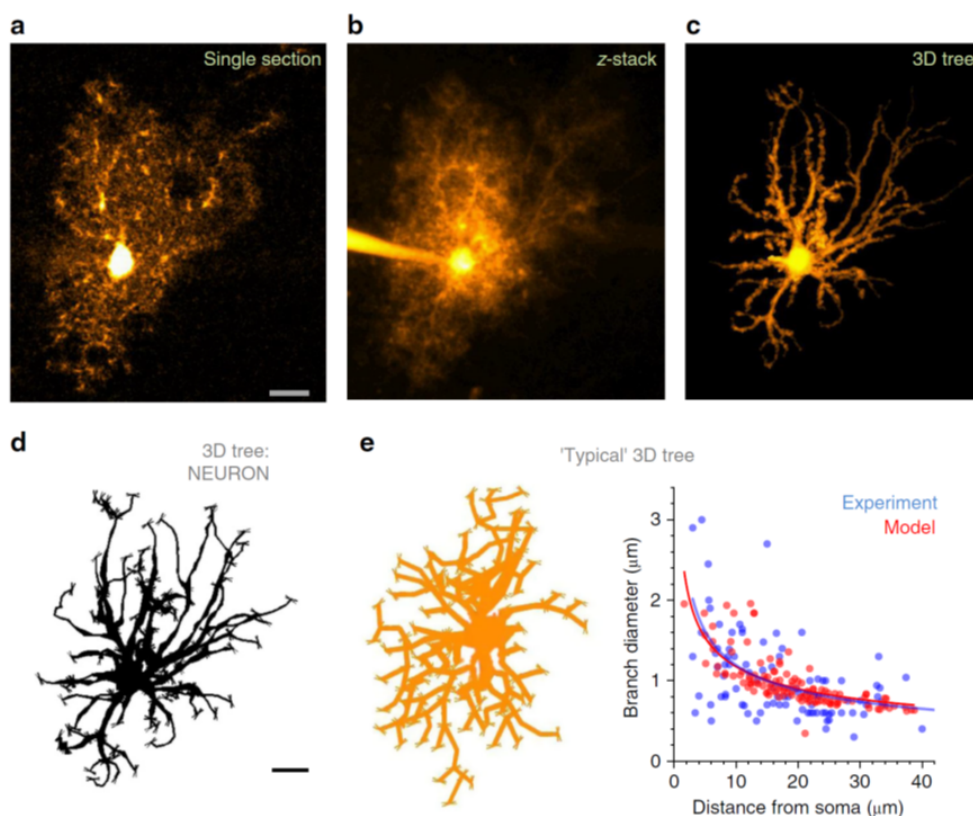 a
Single section
b
z-stack
c
3D tree
d
3D tree:
NEURON
e
'Typical' 3D tree
Experiment
Model
Branch diameter (μm)
3
2
1
0
0
10
20
30
40
Distance from soma (μm)